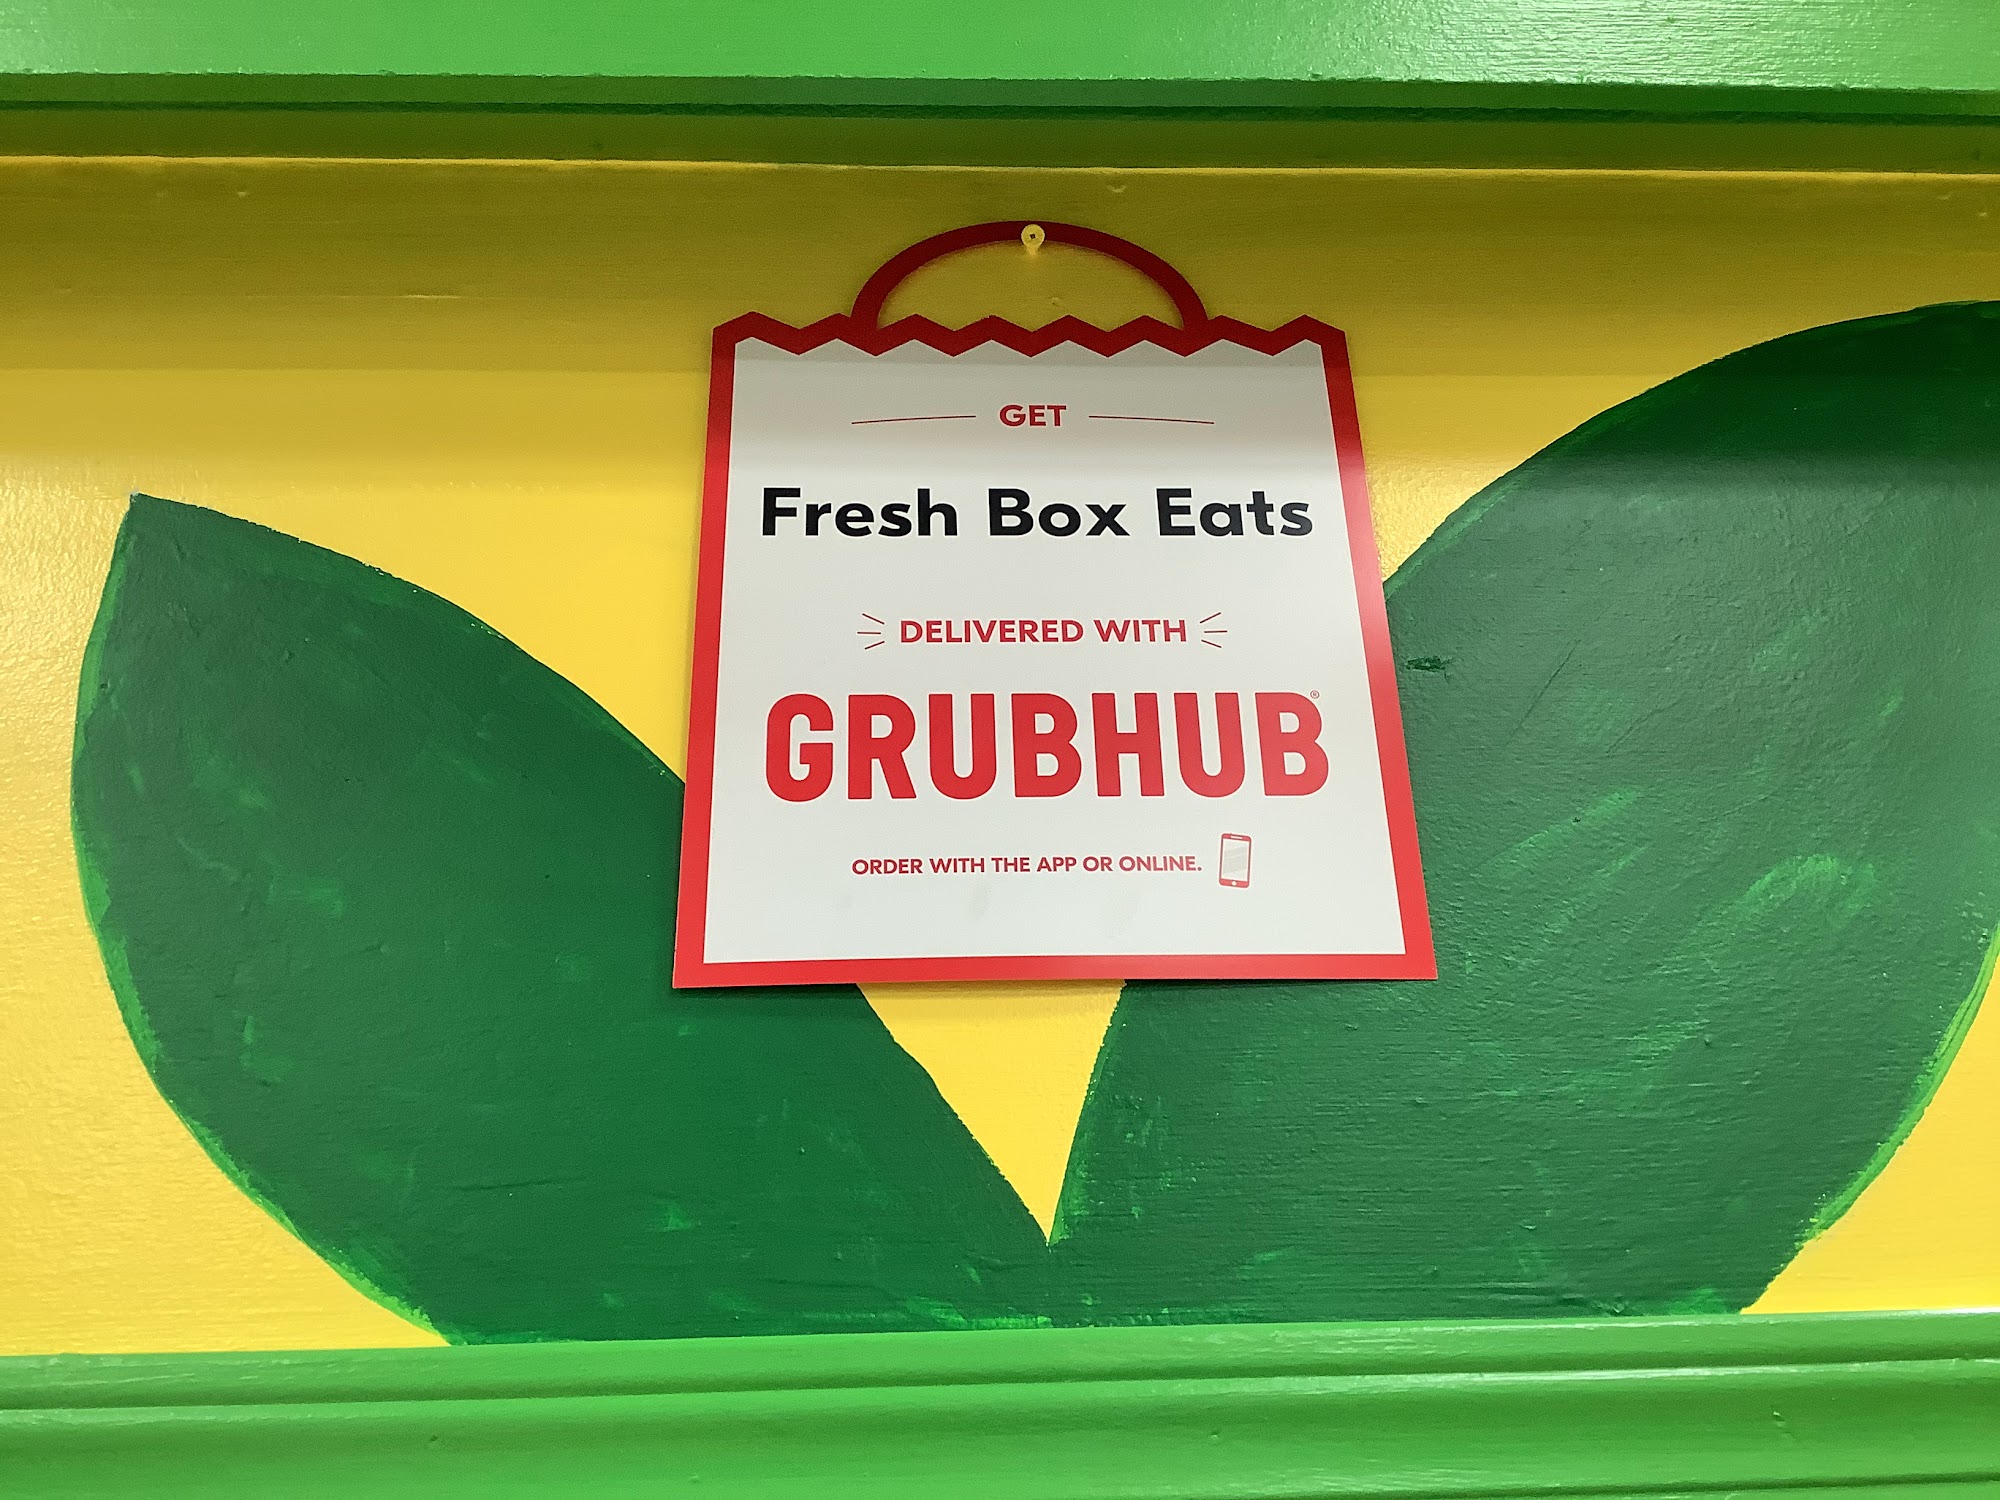 GET
Fresh Box Eats
DELIVERED WITH
GRUBHUB®
ORDER WITH THE APP OR ONLINE.